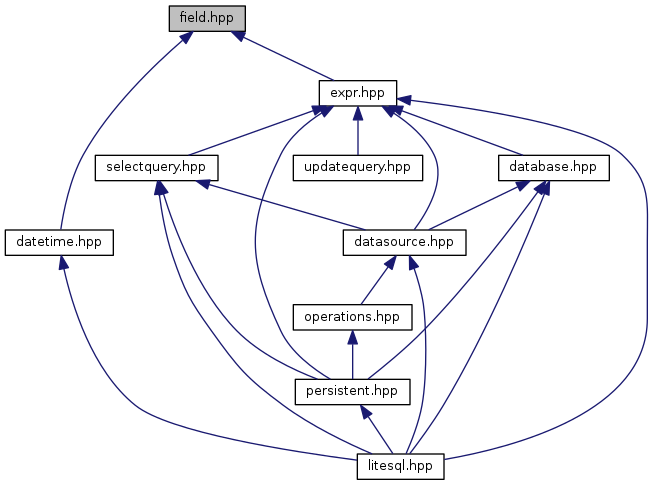 field.hpp
expr.hpp
selectquery.hpp
updatequery.hpp
database.hpp
datetime.hpp
datasource.hpp
operations.hpp
persistent.hpp
litesql.hpp